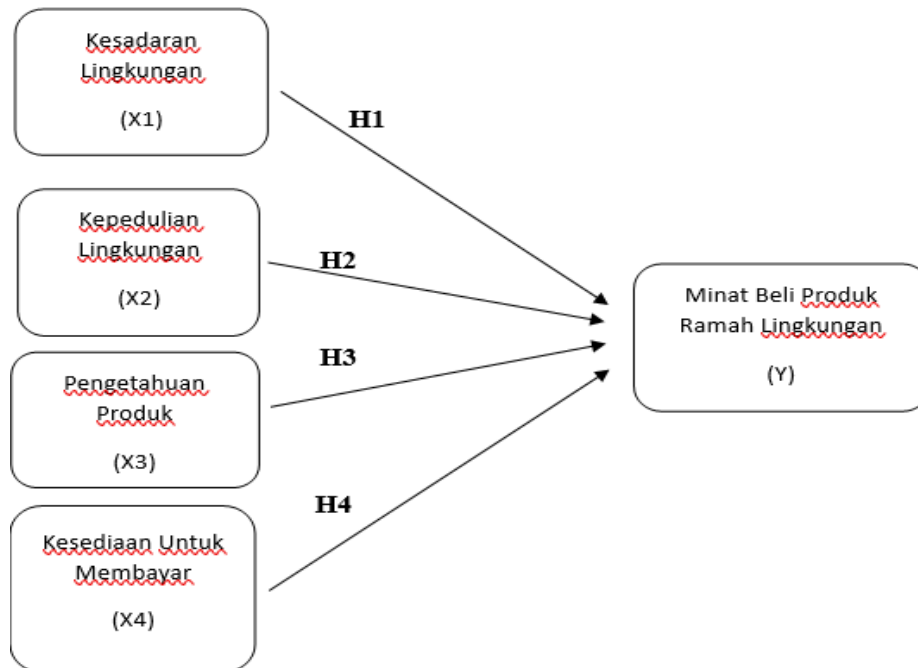 Kesadaran
Lingkungan
(X1)
H1
Kepedulian
Lingkungan
(X2)
H2
Pengetahuan
Produk
(X3)
H3
Kesediaan Untuk
Membayar
(X4)
H4
Minat Beli Produk
Ramah Lingkungan
(Y)